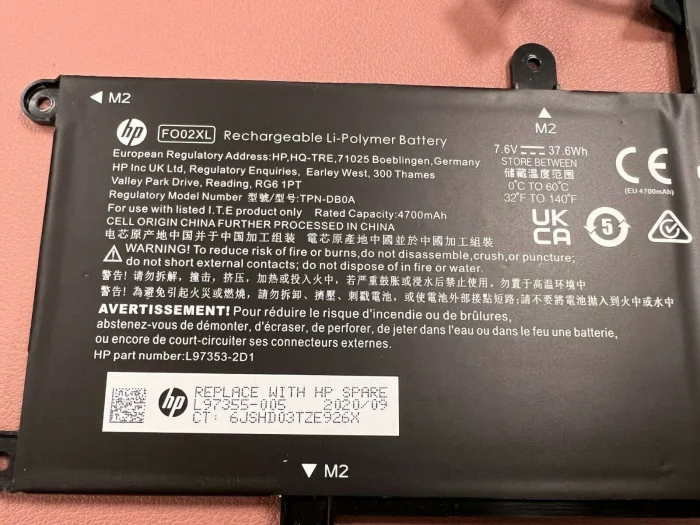 M2
M2
hp FO02XL Rechargeable Li-Polymer Battery
European Regulatory Address:HP,HQ-TRE,71025 Boeblingen,Germany
HP Inc UK Ltd, Regulatory Enquiries, Earley West, 300 Thames
Valley Park Drive, Reading, RG6 1PT
Regulatory Model Number 型號/型号:TPN-DB0A
For use with listed I.T.E product only Rated Capacity:4700mAh
CELL ORIGIN CHINA FURTHER PROCESSED IN CHINA
电芯原产地中国并于中国加工组装 電芯原產地中國並於中國加工組裝
7.6V 37.6Wh
STORE BETWEEN
储藏温度范围
0°C TO 60°C
32°F TO 140°F
CE
(EU 4700mAh)
UK
CA
5
WARNING! To reduce risk of fire or burns,do not disassemble,crush,or puncture;
do not short external contacts; do not dispose of in fire or water.
警告! 请勿拆解，撞击，挤压，加热或投入火中，若严重鼓胀或浸水后禁止使用。勿置于高温环境中
警告! 為避免引起火災或燃燒，請勿拆卸、擠壓、刺戳電池，或使電池外部接點短路;請不要將電池拋入到火中或水中
AVERTISSEMENT! Pour réduire le risque d'incendie ou de brûlures,
abstenez-vous de démonter, d'écraser, de perforer, de jeter dans l'eau ou dans le feu une batterie,
ou encore de court-circuiter ses connecteurs externes.
HP part number:L97353-2D1
hp
REPLACE WITH HP SPARE
L97355-005 2020/09
CT: 6JSHD03TZE926X
M2